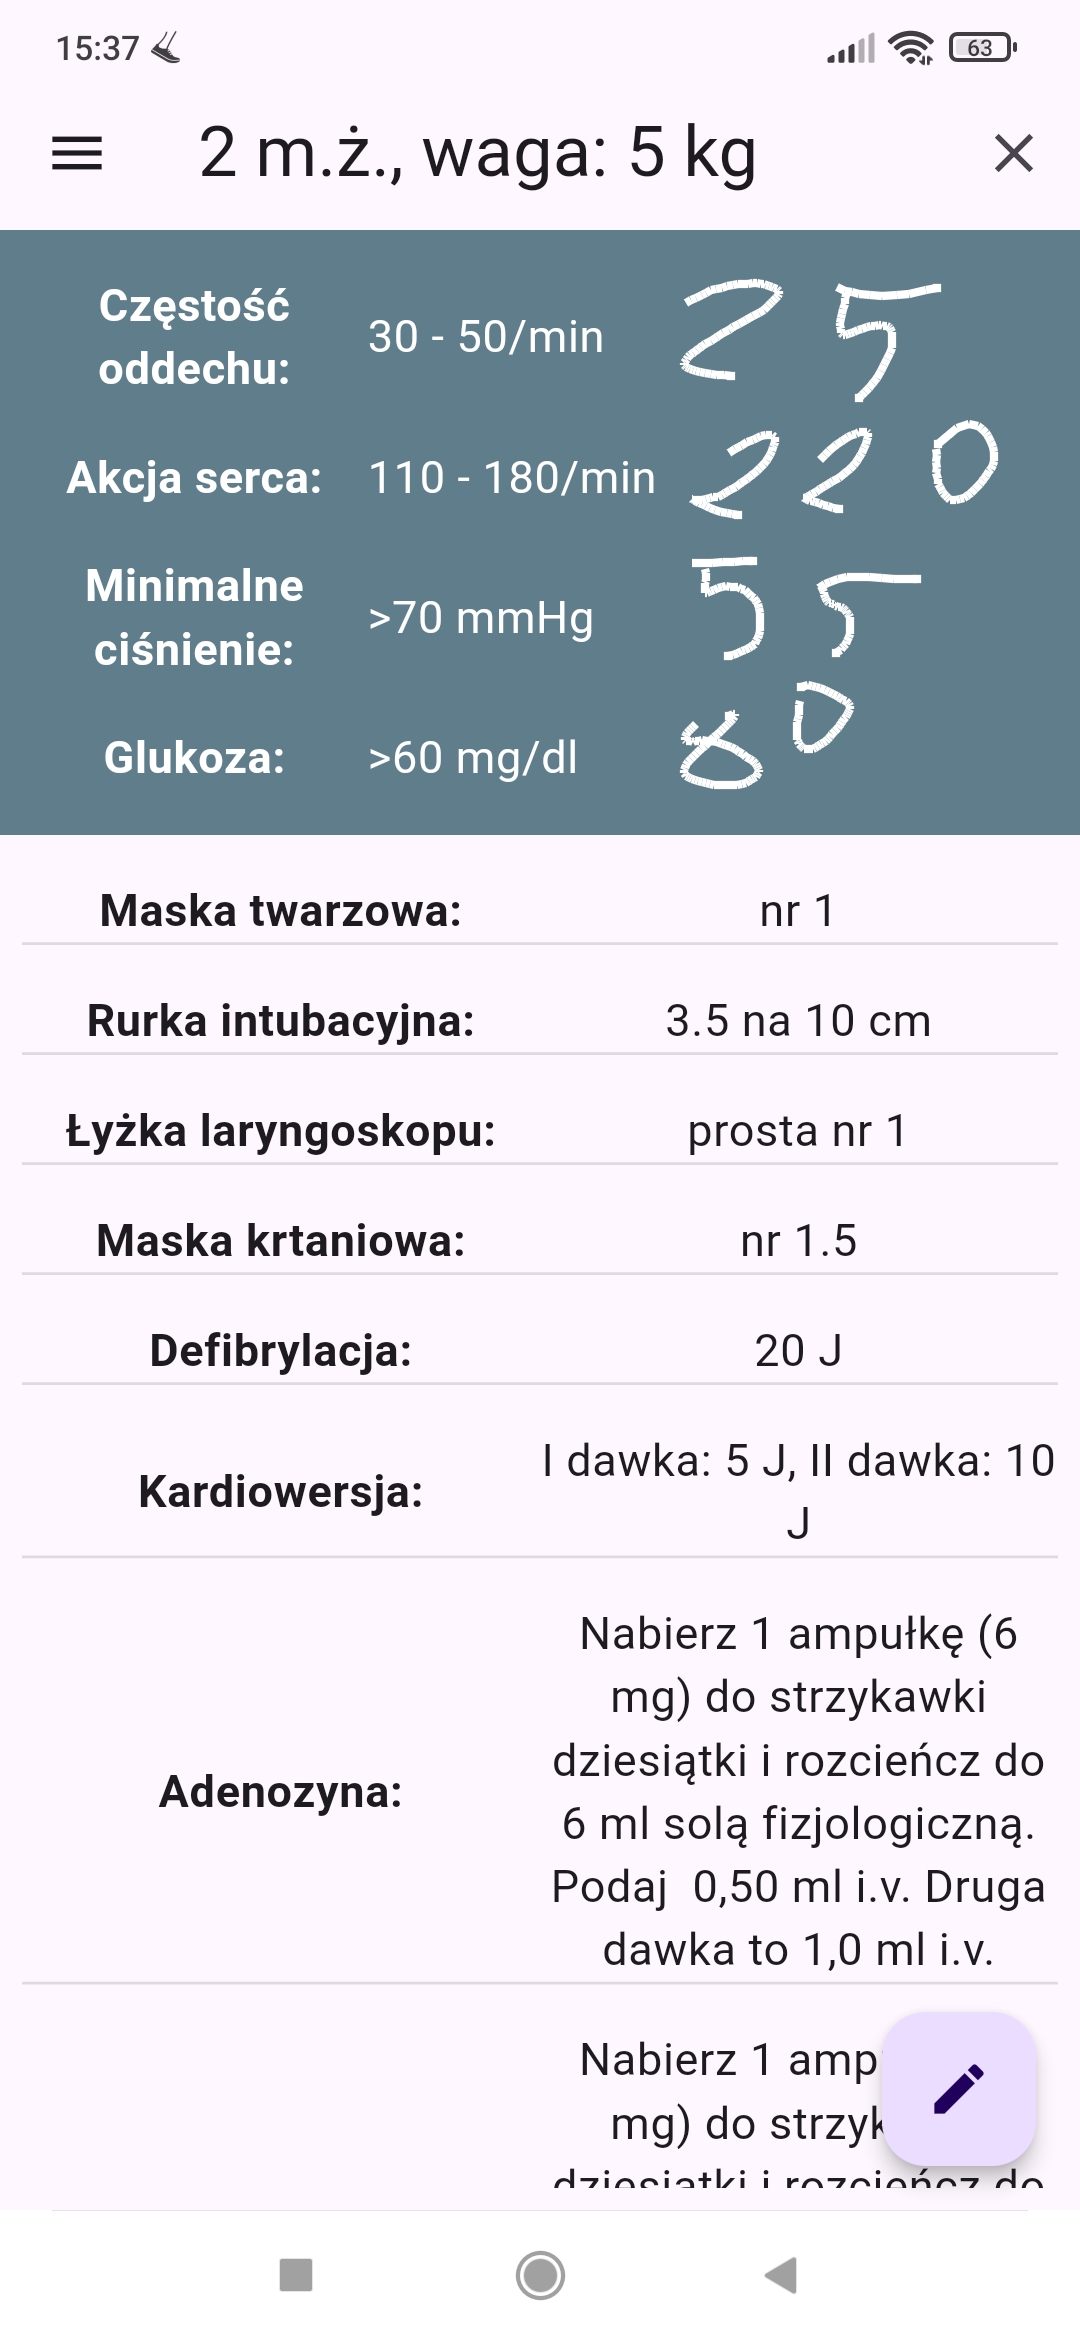 15:37
63
2 m.ż., waga: 5 kg
Częstość
oddechu:
30 - 50/min
25
Akcja serca:
110 - 180/min
220
Minimalne
ciśnienie:
>70 mmHg
55
Glukoza:
>60 mg/dl
80
Maska twarzowa:
nr 1
Rurka intubacyjna:
3.5 na 10 cm
Łyżka laryngoskopu:
prosta nr 1
Maska krtaniowa:
nr 1.5
Defibrylacja:
20 J
Kardiowersja:
I dawka: 5 J, II dawka: 10
J
Adenozyna:
Nabierz 1 ampułkę (6
mg) do strzykawki
dziesiątki i rozcieńcz do
6 ml solą fizjologiczną.
Podaj  0,50 ml i.v. Druga
dawka to 1,0 ml i.v.
Nabierz 1 amp
mg) do strzyk
dziesiątki i rozcieńcz do